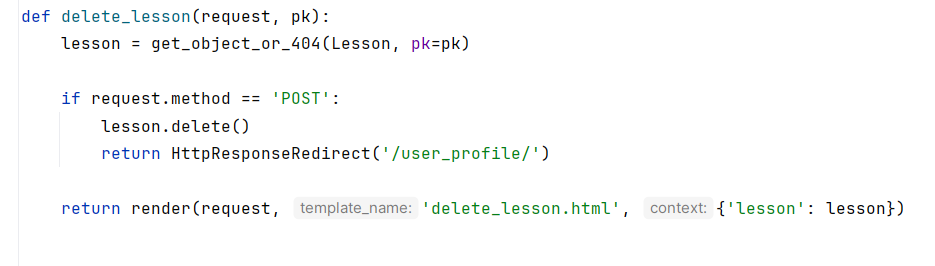 def delete_lesson(request, pk):
    lesson = get_object_or_404(Lesson, pk=pk)
    if request.method == 'POST':
        lesson.delete()
        return HttpResponseRedirect('/user_profile/')
    return render(request, template_name: 'delete_lesson.html', context: {'lesson': lesson})